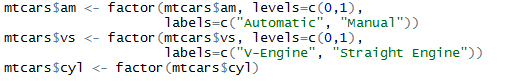 mtcars$am <- factor(mtcars$am, levels=c(0,1),
labels=c("Automatic", "Manual"))
mtcars$vs <- factor(mtcars$vs, levels=c(0,1),
labels=c("V-Engine", "Straight Engine"))
mtcars$cyl <- factor(mtcars$cyl)